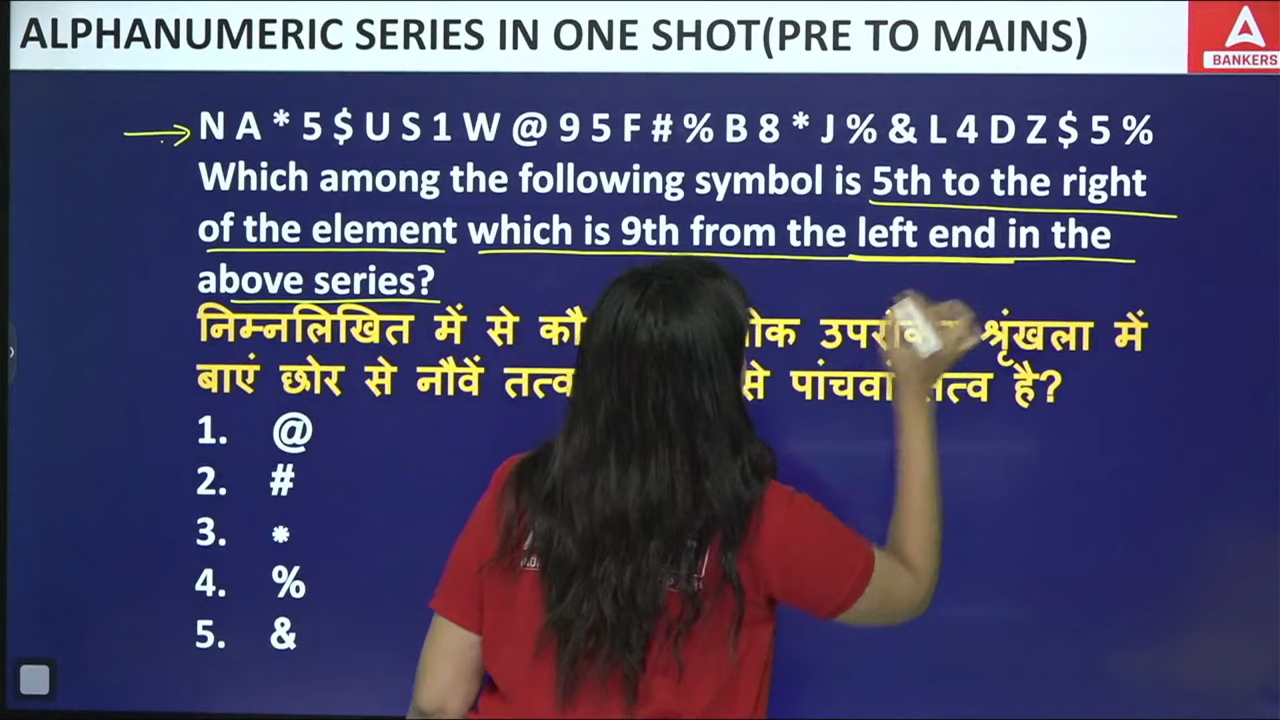 ALPHANUMERIC SERIES IN ONE SHOT(PRE TO MAINS)
BANKERS
N A * 5 $ U S 1 W @ 9 5 F # % B 8 * J % & L 4 D Z $ 5 %
Which among the following symbol is 5th to the right
of the element which is 9th from the left end in the
above series?
निम्नलिखित में से श्रृंखला में
बाएं छोर से नौवें तत्व से है?
1. @
2. #
3. *
4. %
5. &